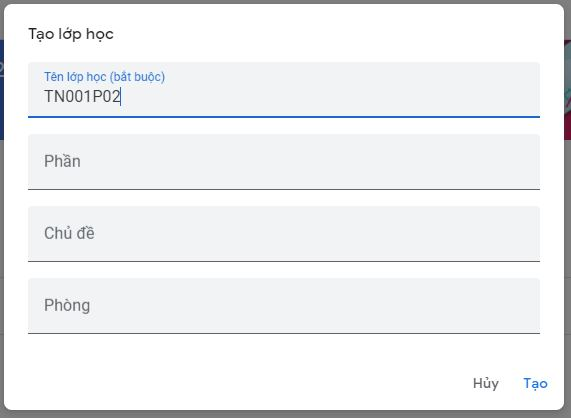 Tạo lớp học
Tên lớp học (bắt buộc)
TN001P02
Phần
Chủ đề
Phòng
Hủy
Tạo